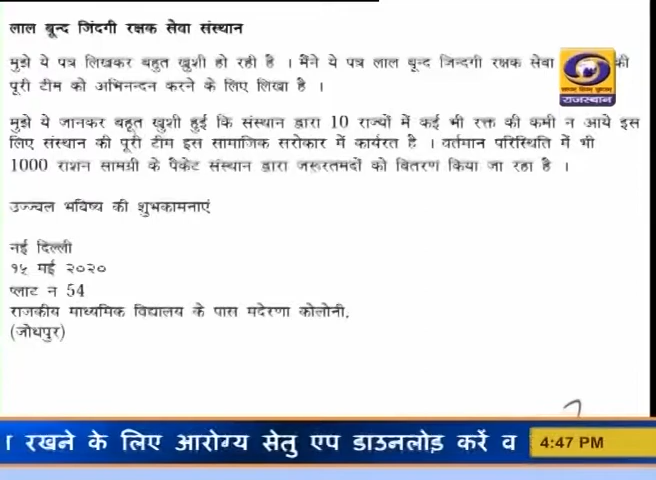 लाल बून्द जिंदगी रक्षक सेवा संस्थान
मुझे ये पत्र लिखकर बहुत खुशी हो रही है । मैंने ये पत्र लाल बून्द जिन्दगी रक्षक सेवा की
पूरी टीम को अभिनन्दन करने के लिए लिखा है ।
मुझे ये जानकर बहूत खुशी हुई कि संस्थान द्वारा 10 राज्यों में कई भी रक्त की कमी न आये इस
लिए संस्थान की पूरी टीम इस सामाजिक सरोकार में कार्यरत है । वर्तमान परिस्थिति में भी
1000 राशन सामग्री के पैकेट संस्थान द्वारा जरूरतमदों को बितरण किया जा रहा है ।
उज्ज्वल भविष्य की शुभकामनाएं
नई दिल्ली
१५ मई २०२०
प्लाट न 54
राजकीय माध्यमिक विद्यालय के पास मदेरणा कोलोनी,
(जोधपुर)
राजस्थान
रखने के लिए आरोग्य सेतु एप डाउनलोड़ करें व
4:47 PM